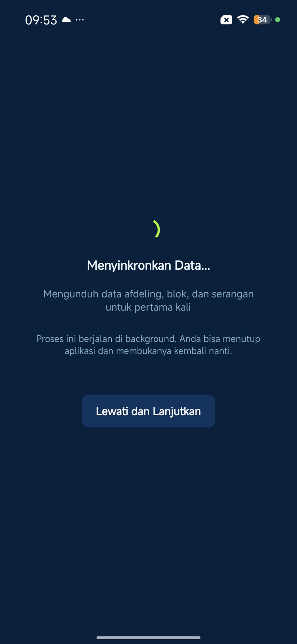 09:53
34
Menyinkronkan Data...
Mengunduh data afdeling, blok, dan serangan
untuk pertama kali
Proses ini berjalan di background. Anda bisa menutup
aplikasi dan membukanya kembali nanti.
Lewati dan Lanjutkan